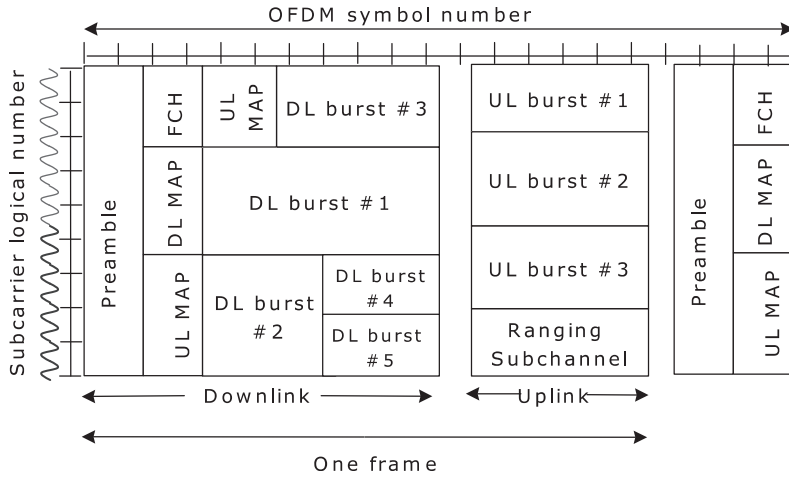 OFDM symbol number
Subcarrier logical number
Preamble
FCH
DL MAP
UL MAP
UL
MAP
DL burst #3
DL burst #1
DL burst
#2
DL burst
#4
DL burst
#5
UL burst #1
UL burst #2
UL burst #3
Ranging
Subchannel
Preamble
FCH
DL MAP
UL MAP
Downlink
Uplink
One frame